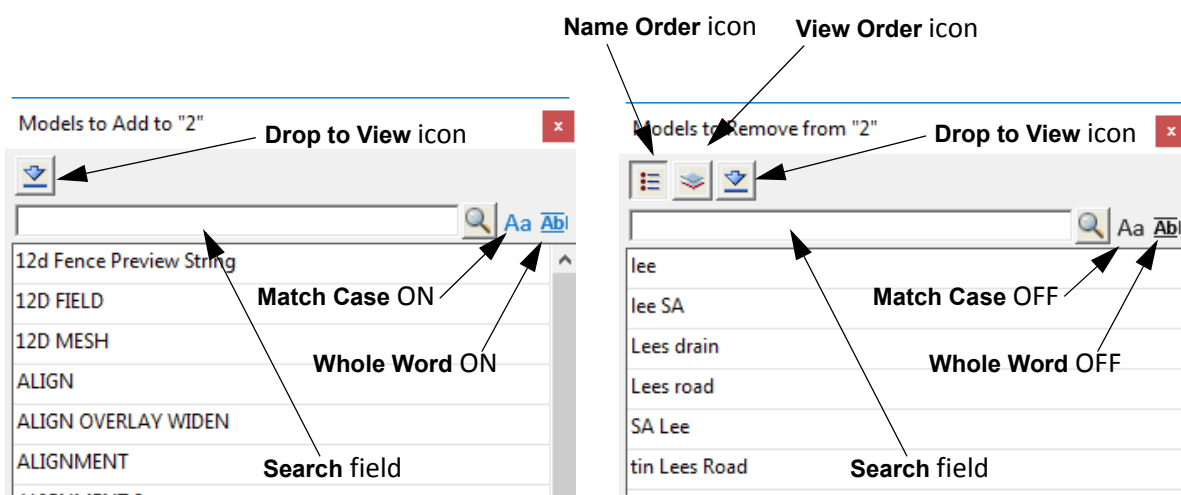 Name Order icon
View Order icon
Models to Add to "2"
Drop to View icon
x
Aa Abl
12d Fence Preview String
12D FIELD
Match Case ON
12D MESH
Whole Word ON
ALIGN
ALIGN OVERLAY WIDEN
ALIGNMENT
Search field
Models to Remove from "2"
Drop to View icon
x
Aa Abl
lee
lee SA
Match Case OFF
Lees drain
Whole Word OFF
Lees road
SA Lee
tin Lees Road
Search field